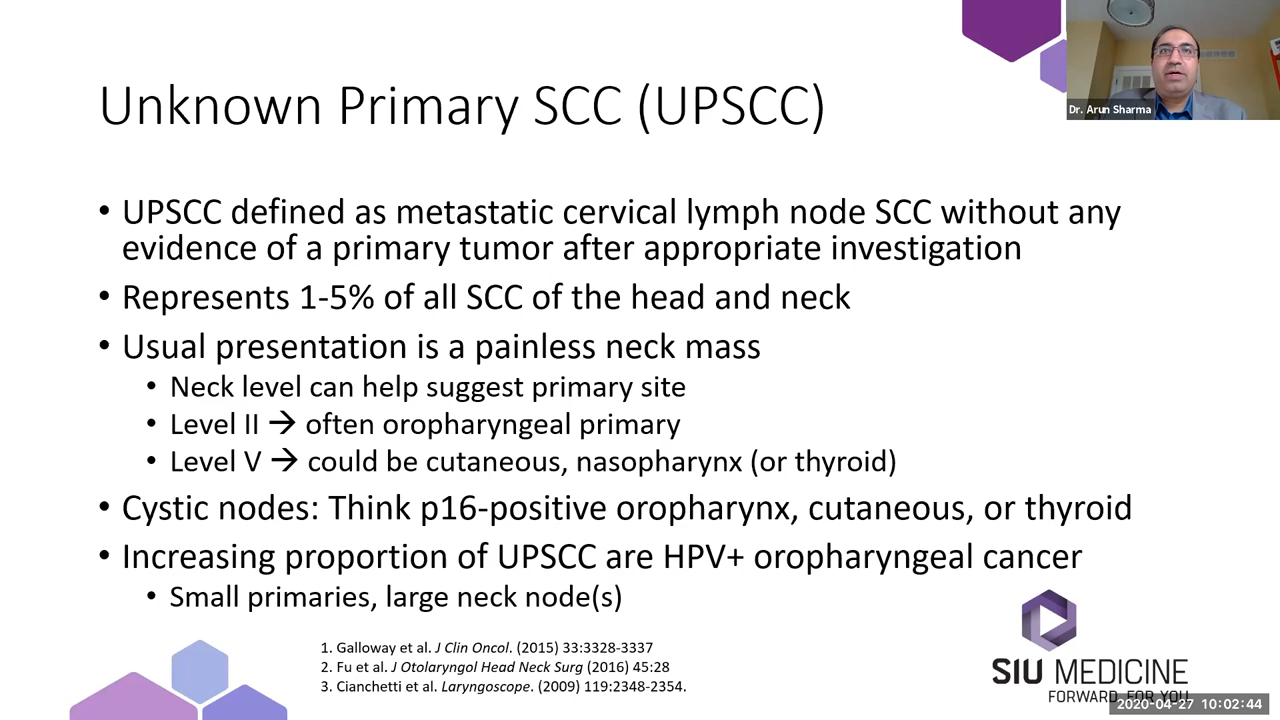 Unknown Primary SCC (UPSCC)
Dr. Arun Sharma
• UPSCC defined as metastatic cervical lymph node SCC without any
evidence of a primary tumor after appropriate investigation
• Represents 1-5% of all SCC of the head and neck
• Usual presentation is a painless neck mass
• Neck level can help suggest primary site
• Level II → often oropharyngeal primary
• Level V → could be cutaneous, nasopharynx (or thyroid)
• Cystic nodes: Think p16-positive oropharynx, cutaneous, or thyroid
• Increasing proportion of UPSCC are HPV+ oropharyngeal cancer
• Small primaries, large neck node(s)
1. Galloway et al. J Clin Oncol. (2015) 33:3328-3337
2. Fu et al. J Otolaryngol Head Neck Surg (2016) 45:28
3. Cianchetti et al. Laryngoscope. (2009) 119:2348-2354.
SIU MEDICINE
FORWARD FOR YOU
2020-04-27 10:02:44